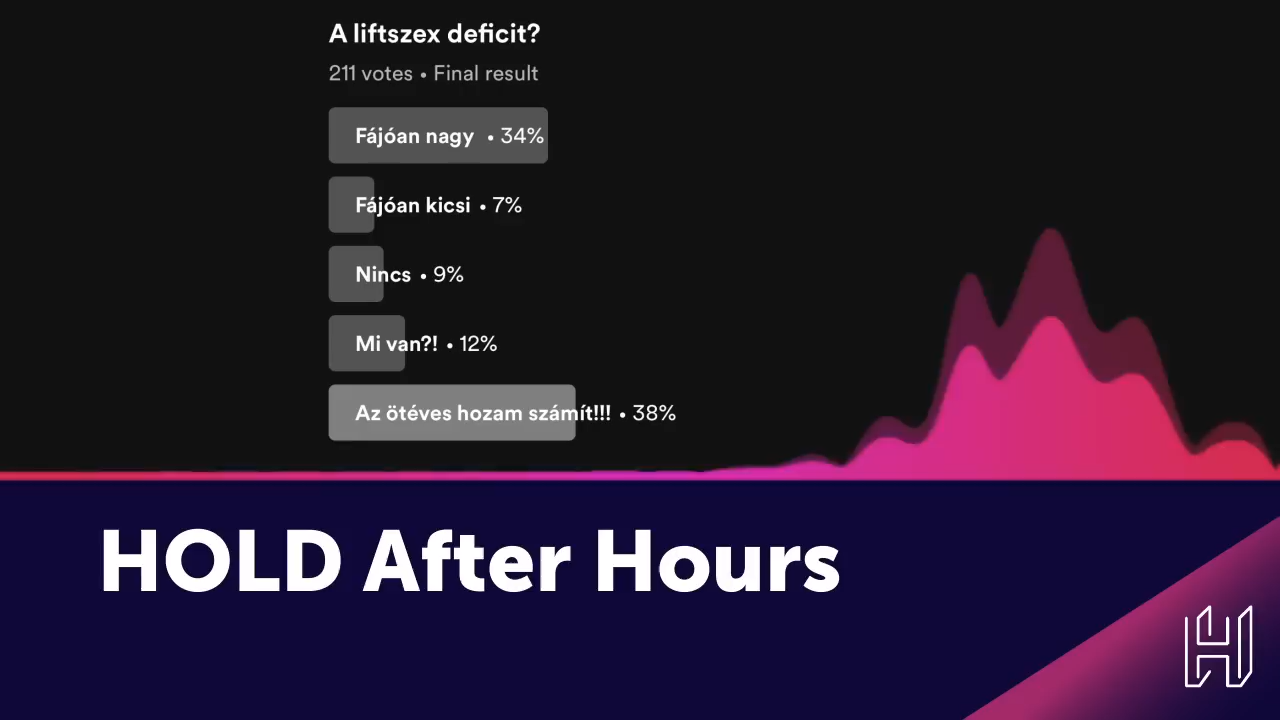 A liftszex deficit?
211 votes • Final result
Fájóan nagy • 34%
Fájóan kicsi • 7%
Nincs • 9%
Mi van?! • 12%
Az ötéves hozam számít!!! • 38%
HOLD After Hours
H